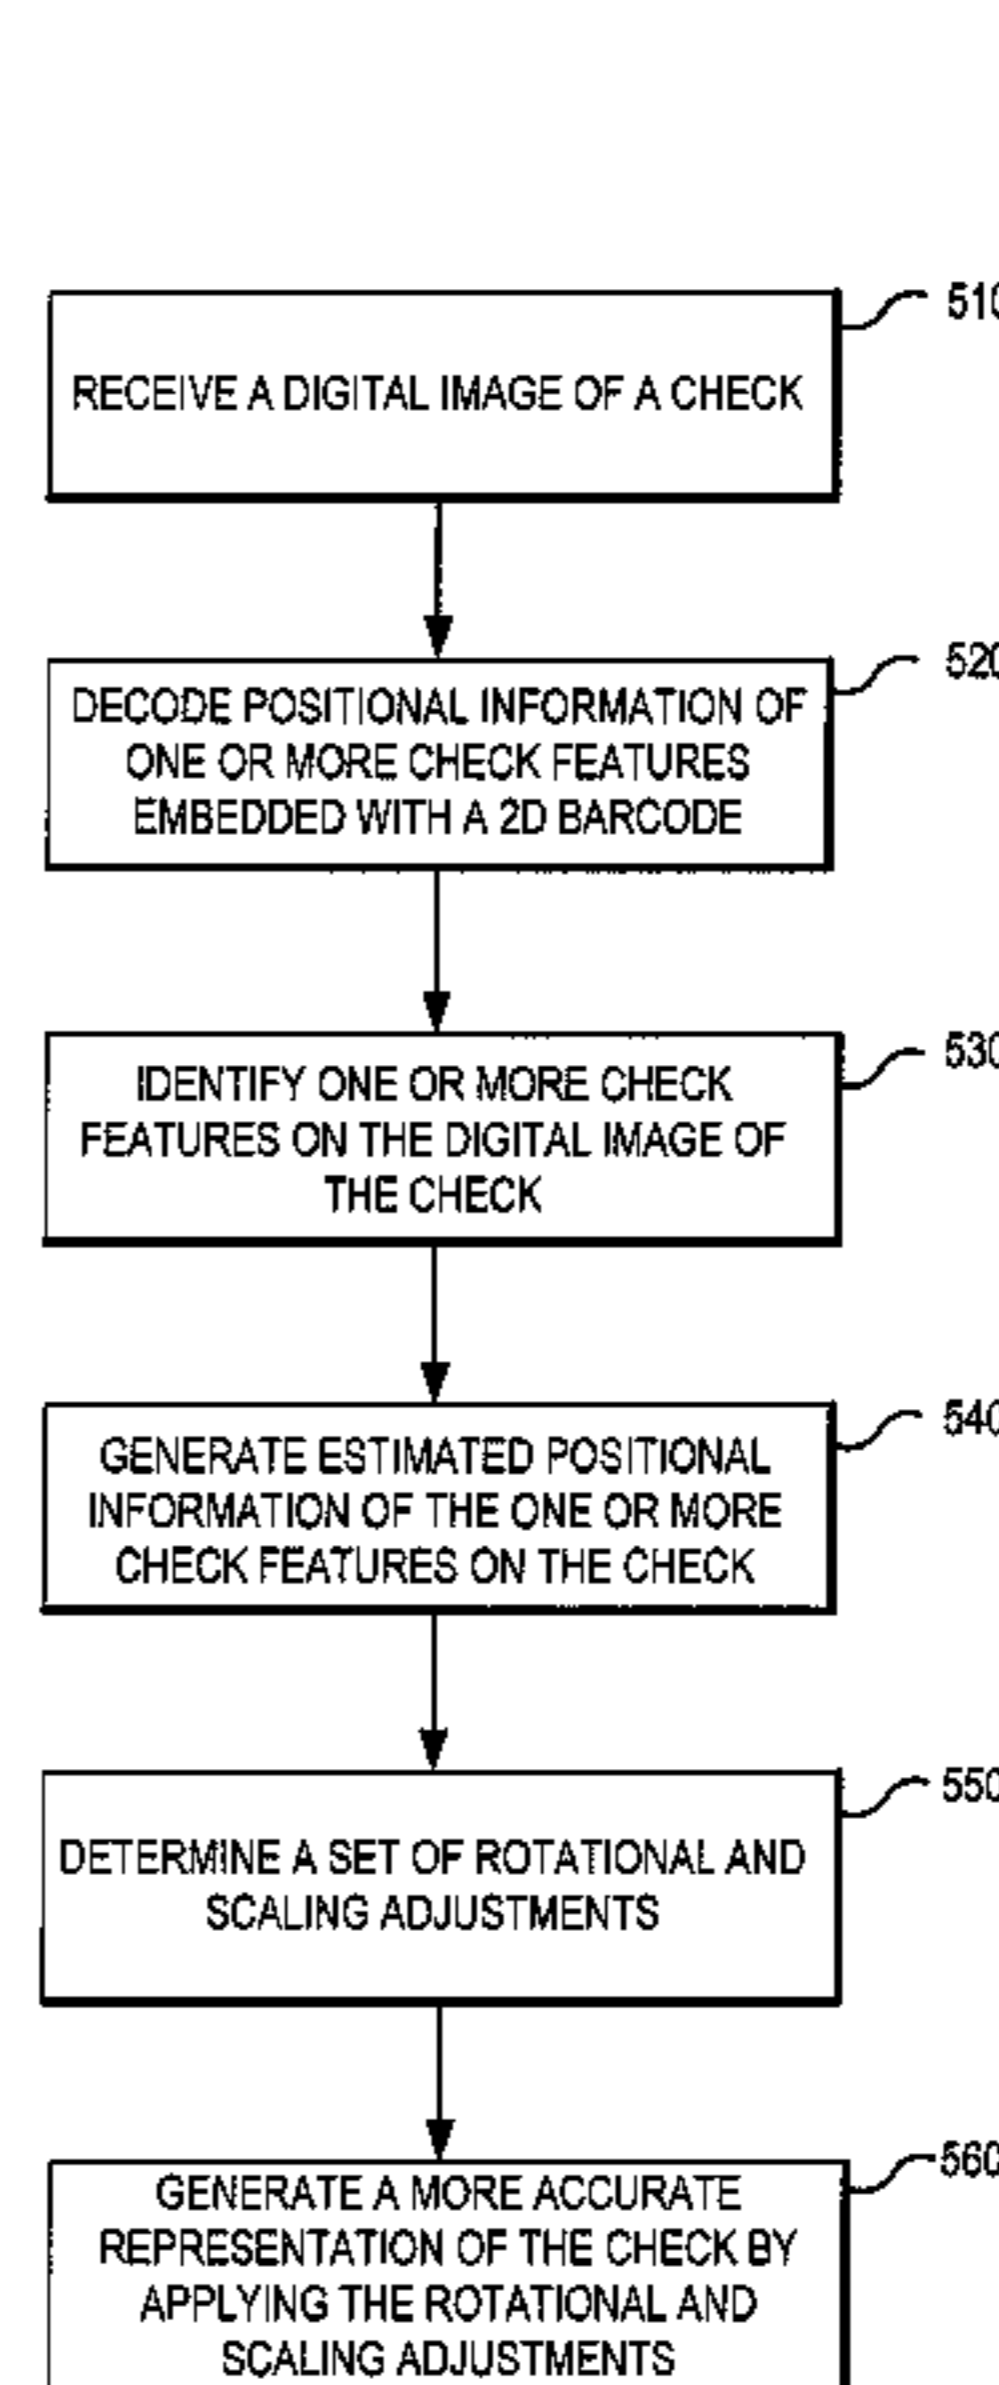 510
RECEIVE A DIGITAL IMAGE OF A CHECK
520
DECODE POSITIONAL INFORMATION OF
ONE OR MORE CHECK FEATURES
EMBEDDED WITH A 2D BARCODE
530
IDENTIFY ONE OR MORE CHECK
FEATURES ON THE DIGITAL IMAGE OF
THE CHECK
540
GENERATE ESTIMATED POSITIONAL
INFORMATION OF THE ONE OR MORE
CHECK FEATURES ON THE CHECK
550
DETERMINE A SET OF ROTATIONAL AND
SCALING ADJUSTMENTS
560
GENERATE A MORE ACCURATE
REPRESENTATION OF THE CHECK BY
APPLYING THE ROTATIONAL AND
SCALING ADJUSTMENTS